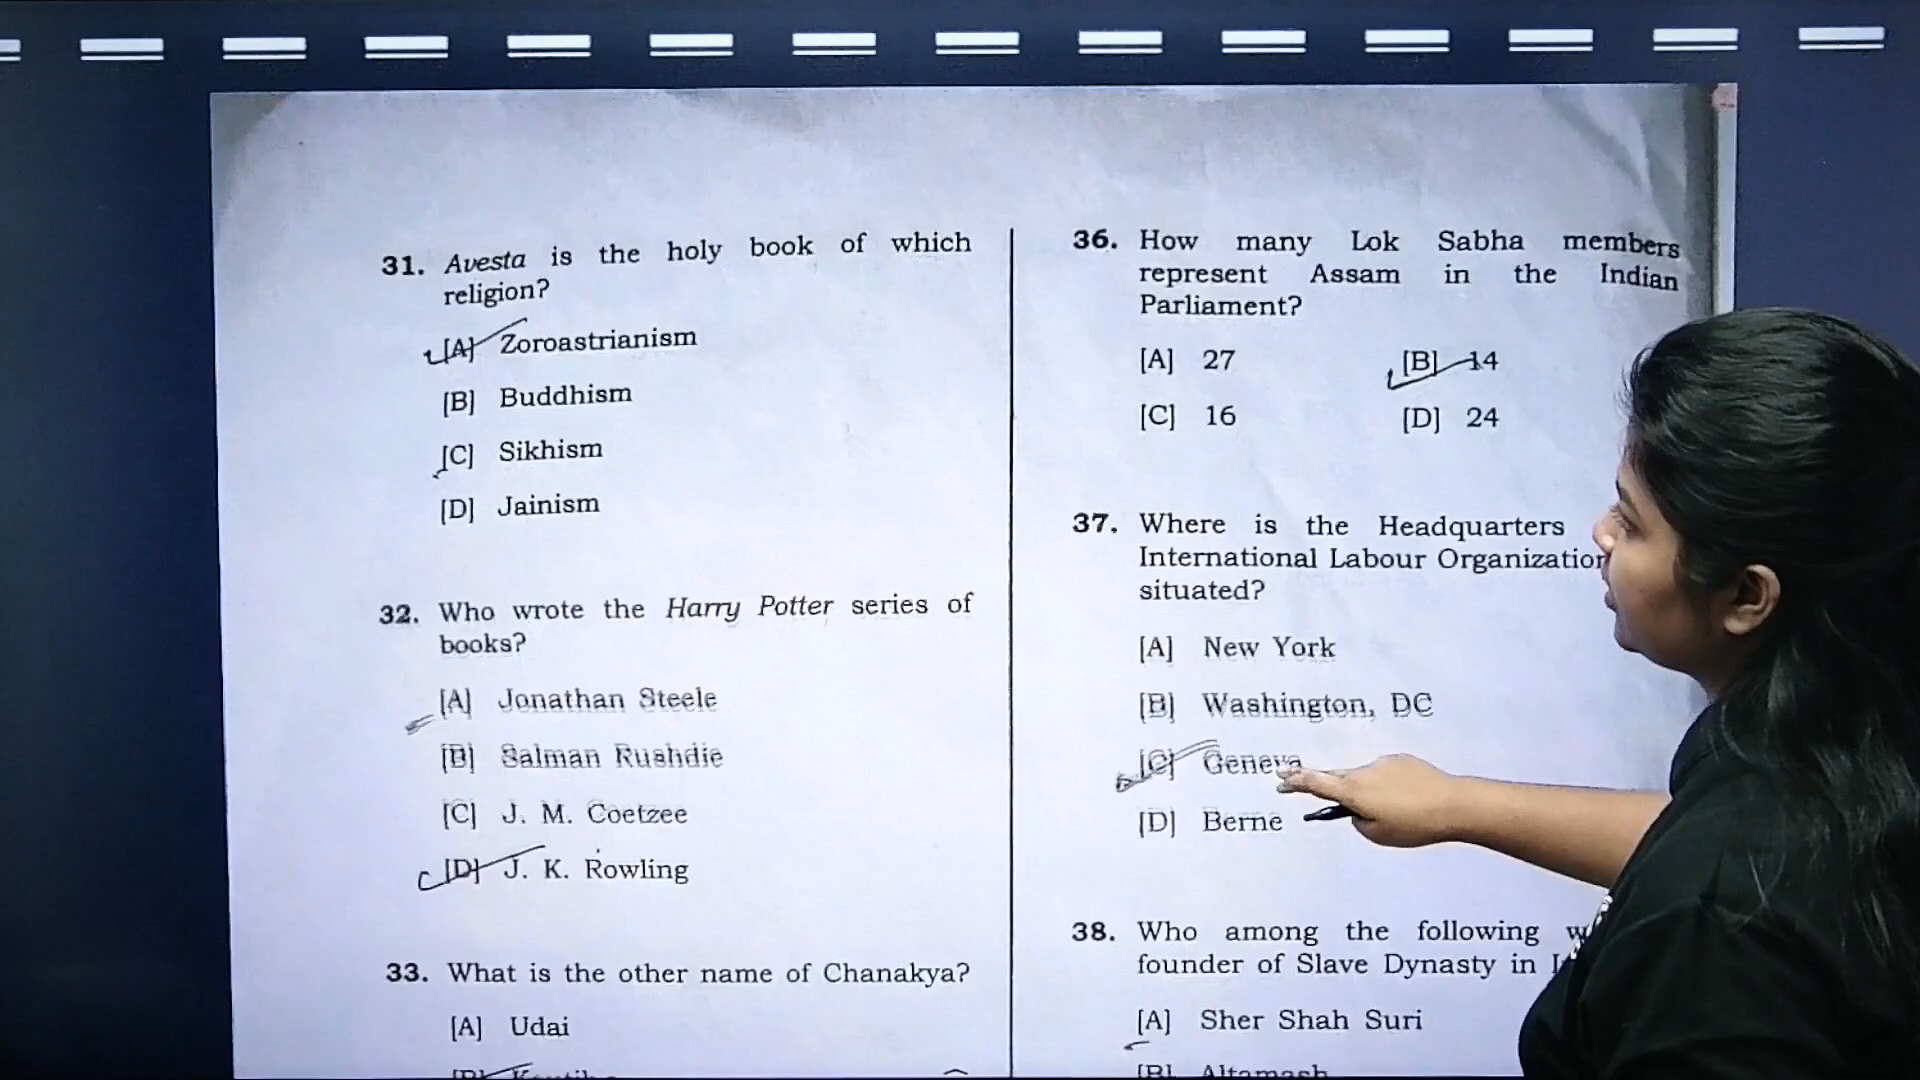 31. Avesta is the holy book of which
religion?
[A] Zoroastrianism
[B] Buddhism
[C] Sikhism
[D] Jainism
32. Who wrote the Harry Potter series of
books?
[A] Jonathan Steele
[B] Salman Rushdie
[C] J. M. Coetzee
[D] J. K. Rowling
33. What is the other name of Chanakya?
[A] Udai
[B]
36. How many Lok Sabha members
represent Assam in the Indian
Parliament?
[A] 27 [B] 14
[C] 16 [D] 24
37. Where is the Headquarters
International Labour Organization
situated?
[A] New York
[B] Washington, DC
[C] Geneva
[D] Berne
38. Who among the following
founder of Slave Dynasty in
[A] Sher Shah Suri
[B] Altamash